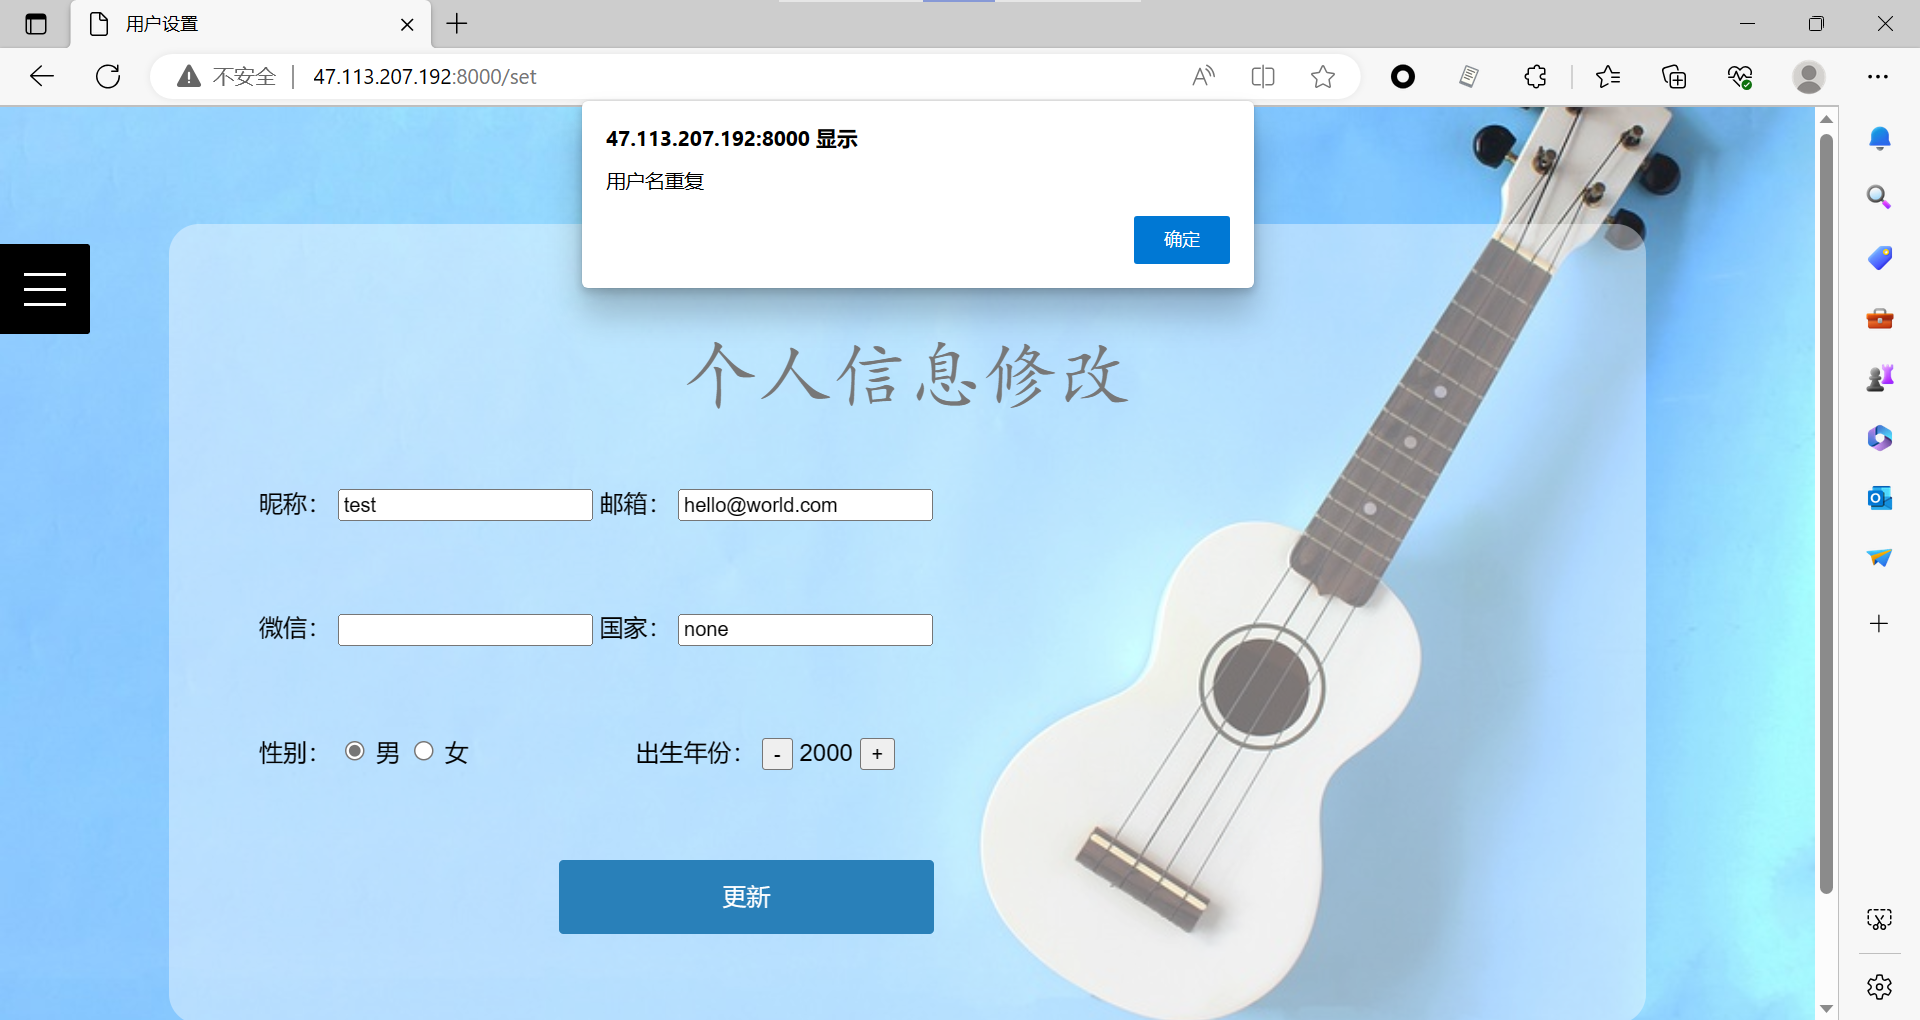 用户设置
不安全
47.113.207.192:8000/set
47.113.207.192:8000 显示
用户名重复
确定
个人信息修改
昵称： test 邮箱： hello@world.com
微信： 国家： none
性别： 男 女 出生年份： - 2000 +
更新